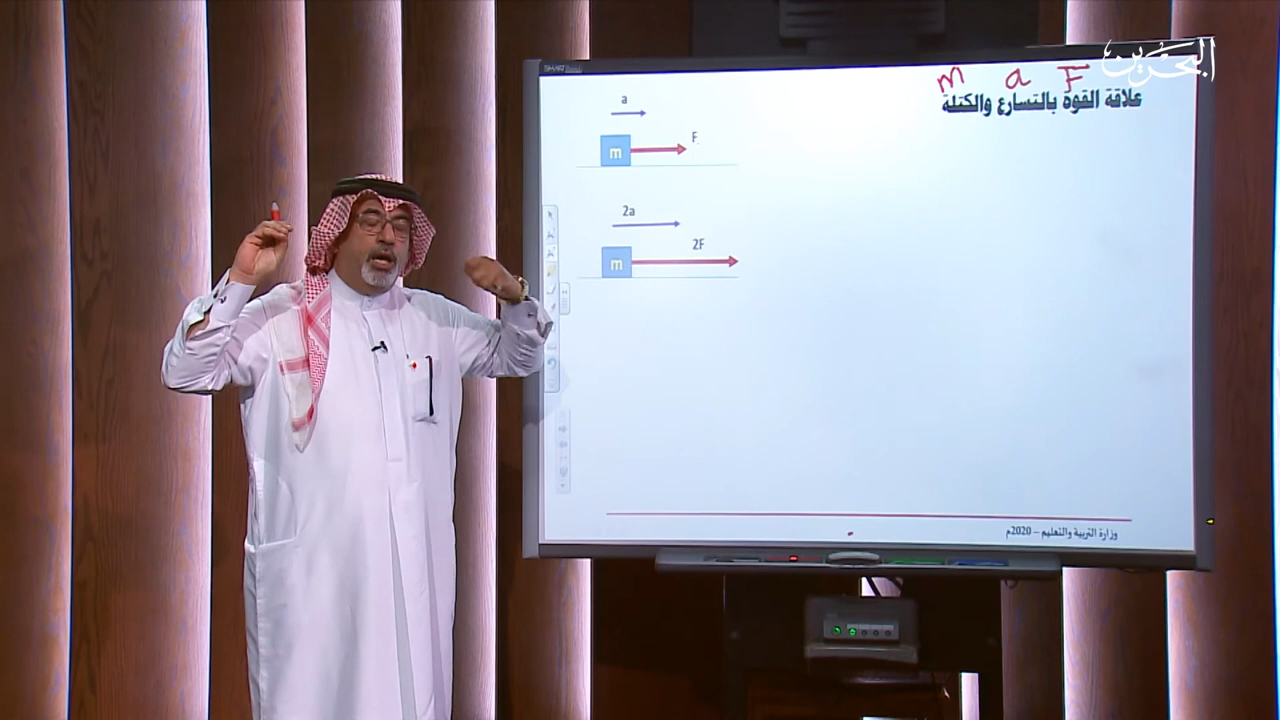 البحرين
m a F
علاقة القوة بالتسارع والكتلة
a
F
m
2a
2F
m
وزارة التربية والتعليم – 2020م